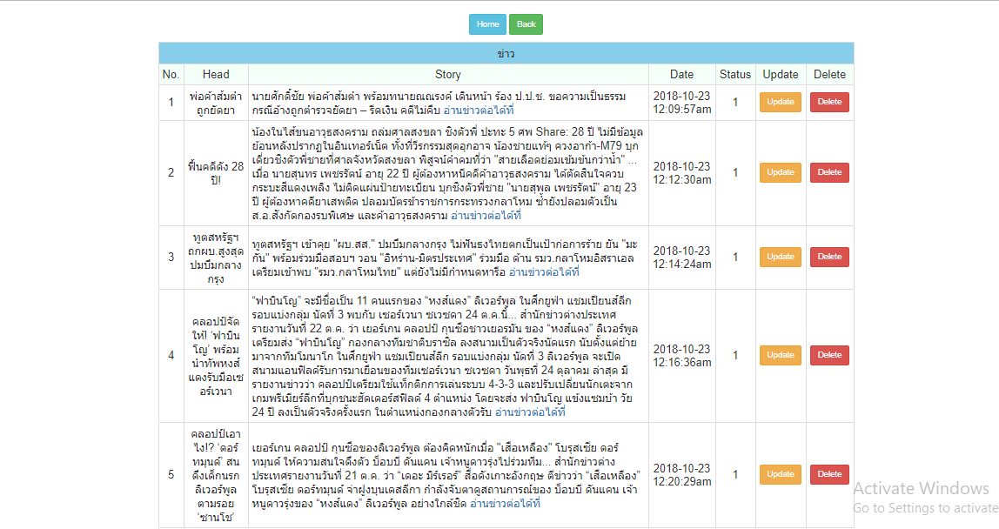 Home Back
ข่าว
No. Head Story Date Status Update Delete
1
พ่อค้าส้มตำ
ถูกยัดยา
นายศักดิ์ชัย พ่อค้าส้มตำ พร้อมทนายณณรงค์ เดินหน้า ร้อง ป.ป.ช. ขอความเป็นธรรม
กรณีอ้างถูกตำรวจยัดยา – รีดเงิน คดีไม่คืบ อ่านข่าวต่อได้ที่
2018-10-23
12:09:57am
1
Update
Delete
2
ฟื้นคดีดัง 28
ปี!
น้องในไส้ขนอาวุธสงคราม ถล่มศาลสงขลา ชิงตัวพี่ ปะทะ 5 ศพ Share: 28 ปี ไม่มีข้อมูล
ย้อนหลังปรากฏในอินเทอร์เน็ต ทั้งที่วีรกรรมสุดอุกอาจ น้องชายแท้ๆ ควงอาก้า-M79 บุก
เดี่ยวชิงตัวพี่ชายที่ศาลจังหวัดสงขลา พิสูจน์คำคมที่ว่า "สายเลือดย่อมเข้มข้นกว่าน้ำ" ...
เมื่อ นายสุนทร เพชรรัตน์ อายุ 22 ปี ผู้ต้องหาหนีคดีค้าอาวุธสงคราม ได้ตัดสินใจควบ
กระบะสีแดงเพลิง ไม่ติดแผ่นป้ายทะเบียน บุกชิงตัวพี่ชาย "นายสุพล เพชรรัตน์" อายุ 23
ปี ผู้ต้องหาคดียาเสพติด ปลอมบัตรข้าราชการกระทรวงกลาโหม ซ้ำยังปลอมตัวเป็น
ส.อ.สังกัดกองรบพิเศษ และค้าอาวุธสงคราม อ่านข่าวต่อได้ที่
2018-10-23
12:12:30am
1
Update
Delete
3
ทูตสหรัฐฯ
ถกผบ.สูงสุด
ปมบึ้มกลาง
กรุง
ทูตสหรัฐฯ เข้าคุย "ผบ.สส." ปมบึ้มกลางกรุง ไม่ฟันธงไทยตกเป็นเป้าก่อการร้าย ยัน "มะ
กัน" พร้อมร่วมมือสอบฯ วอน "อิหร่าน-มิตรประเทศ" ร่วมมือ ด้าน รมว.กลาโหมอิสราเอล
เตรียมเข้าพบ "รมว.กลาโหมไทย" แต่ยังไม่มีกำหนดหารือ อ่านข่าวต่อได้ที่
2018-10-23
12:14:24am
1
Update
Delete
4
คลอปป์จัด
ให้! ‘ฟาบิน
โญ’ พร้อม
นำทัพหงส์
แดงรับมือเซ
อร์เวนา
“ฟาบินโญ” จะมีชื่อเป็น 11 คนแรกของ “หงส์แดง” ลิเวอร์พูล ในศึกยูฟ่า แชมเปียนส์ลีก
รอบแบ่งกลุ่ม นัดที่ 3 พบกับ เซอร์เวนา ซเวซดา 24 ต.ค.นี้... สำนักข่าวต่างประเทศ
รายงานวันที่ 22 ต.ค. ว่า เยอร์เกน คลอปป์ กุนซือชาวเยอรมัน ของ “หงส์แดง” ลิเวอร์พูล
เตรียมส่ง “ฟาบินโญ” กองกลางทีมชาติบราซิล ลงสนามเป็นตัวจริงนัดแรก นับตั้งแต่ย้าย
มาจากทีมโมนาโก ในศึกยูฟ่า แชมเปียนส์ลีก รอบแบ่งกลุ่ม นัดที่ 3 ลิเวอร์พูล จะเปิด
สนามแอนฟิลด์รับการมาเยือนของทีมเซอร์เวนา ซเวซดา วันพุธที่ 24 ตุลาคม ล่าสุด มี
รายงานข่าวว่า คลอปป์เตรียมใช้แท็กติกการเล่นระบบ 4-3-3 และปรับเปลี่ยนนักเตะจาก
เกมพรีเมียร์ลีกที่บุกชนะฮัดเดอร์สฟิลด์ 4 ตำแหน่ง โดยจะส่ง ฟาบินโญ แข้งแซมบ้า วัย
24 ปี ลงเป็นตัวจริงครั้งแรก ในตำแหน่งกองกลางตัวรับ อ่านข่าวต่อได้ที่
2018-10-23
12:16:36am
1
Update
Delete
5
คลอปป์เอา
ไง!? ‘ดอร์
ทมุนด์’ สน
ดึงเด็กนรก
ลิเวอร์พูล
ตามรอย
‘ซานโช’
เยอร์เกน คลอปป์ กุนซือของลิเวอร์พูล ต้องคิดหนักเมื่อ "เสือเหลือง" โบรุสเซีย ดอร์
ทมุนด์ ให้ความสนใจดึงตัว บ็อบบี ดันแคน เจ้าหนูดาวรุ่งไปร่วมทีม... สำนักข่าวต่าง
ประเทศรายงานวันที่ 21 ต.ค. ว่า “เดอะ มิร์เรอร์” สื่อดังเกาะอังกฤษ ตีข่าวว่า “เสือเหลือง”
โบรุสเซีย ดอร์ทมุนด์ จ่าฝูงบุนเดสลีกา กำลังจับตาดูสถานการณ์ของ บ็อบบี ดันแคน เจ้า
หนูดาวรุ่งของ “หงส์แดง” ลิเวอร์พูล อย่างใกล้ชิด อ่านข่าวต่อได้ที่
2018-10-23
12:20:29am
1
Update
Delete
Activate Windows
Go to Settings to activate